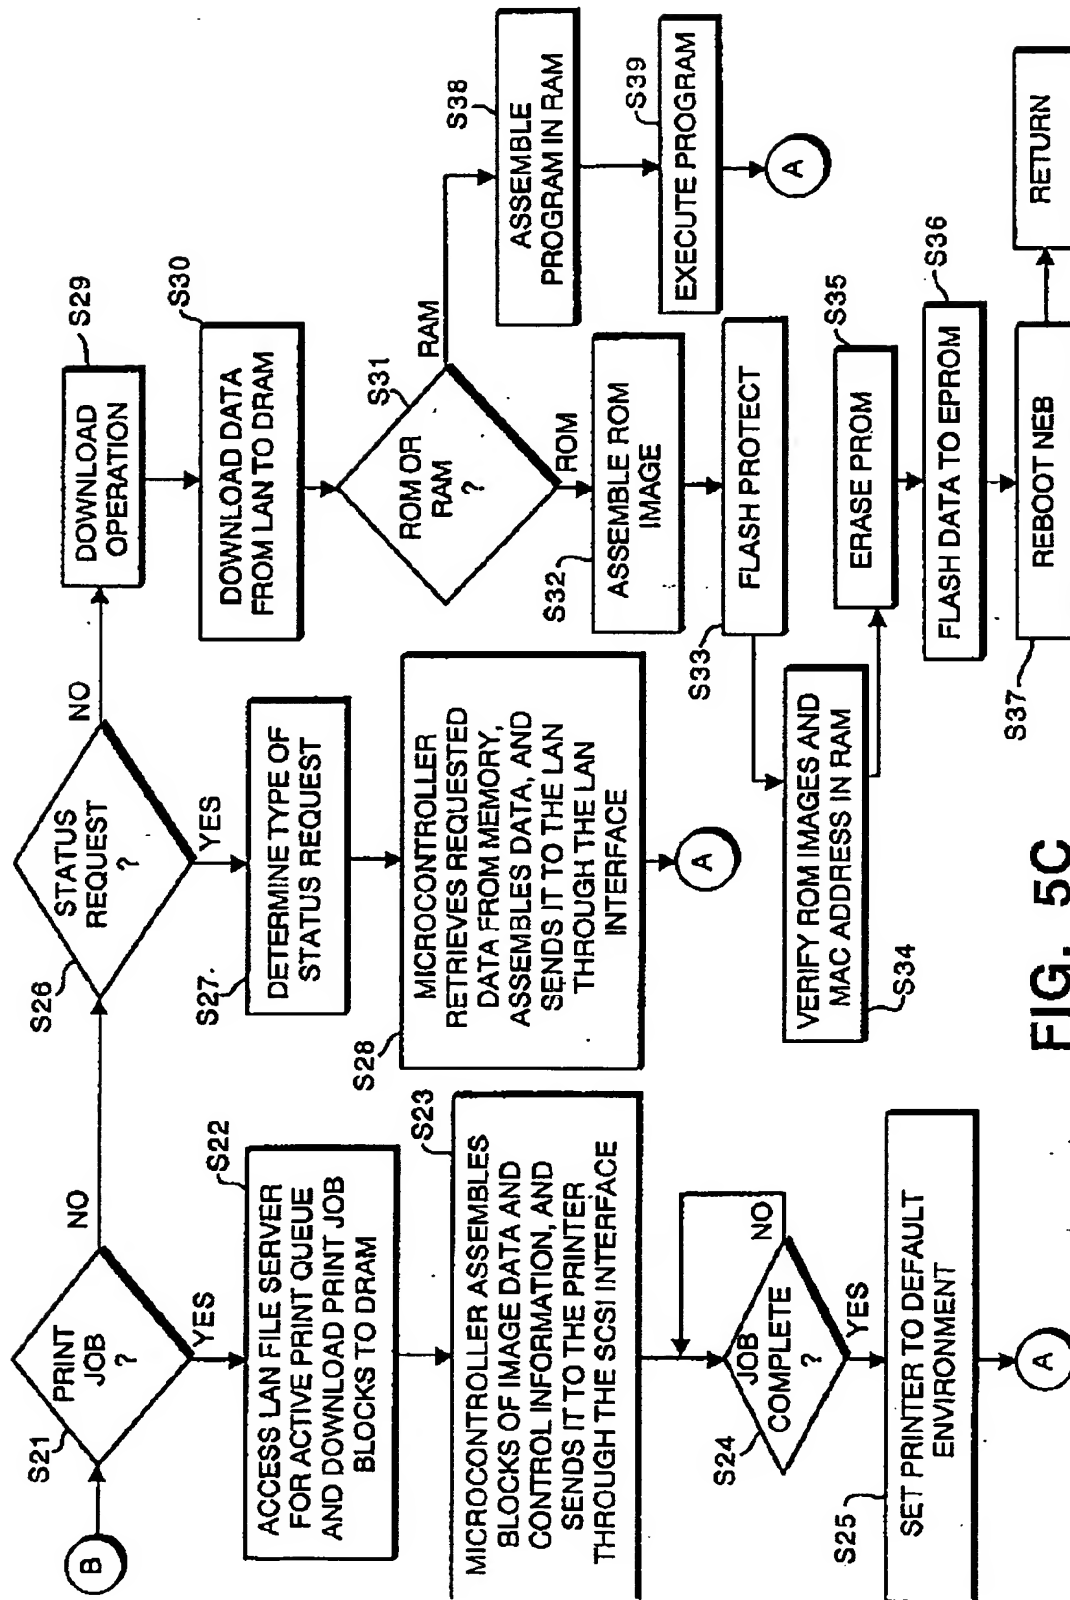 B
S21
PRINT
JOB
?
NO
YES
S22
ACCESS LAN FILE SERVER
FOR ACTIVE PRINT QUEUE
AND DOWNLOAD PRINT JOB
BLOCKS TO DRAM
S23
MICROCONTROLLER ASSEMBLES
BLOCKS OF IMAGE DATA AND
CONTROL INFORMATION, AND
SENDS IT TO THE PRINTER
THROUGH THE SCSI INTERFACE
S24
JOB
COMPLETE
?
NO
YES
S25
SET PRINTER TO DEFAULT
ENVIRONMENT
A
S26
STATUS
REQUEST
?
NO
YES
S27
DETERMINE TYPE OF
STATUS REQUEST
S28
MICROCONTROLLER
RETRIEVES REQUESTED
DATA FROM MEMORY,
ASSEMBLES DATA, AND
SENDS IT TO THE LAN
THROUGH THE LAN
INTERFACE
A
S29
DOWNLOAD
OPERATION
S30
DOWNLOAD DATA
FROM LAN TO DRAM
S31
ROM OR
RAM
?
RAM
ROM
S32
ASSEMBLE ROM
IMAGE
S33
FLASH PROTECT
VERIFY ROM IMAGES AND
MAC ADDRESS IN RAM
S34
S35
ERASE PROM
S36
FLASH DATA TO EPROM
S37
REBOOT NEB
RETURN
S38
ASSEMBLE
PROGRAM IN RAM
S39
EXECUTE PROGRAM
A
FIG. 5C